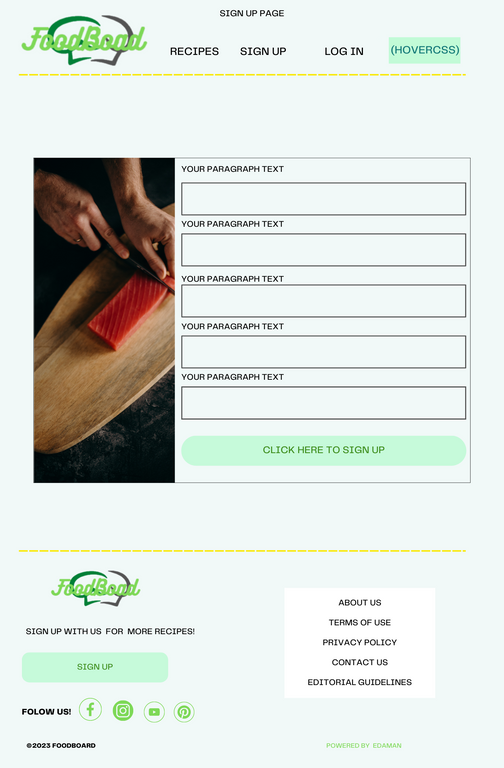 SIGN UP PAGE
FoodBoad
RECIPES SIGN UP LOG IN (HOVERCSS)
YOUR PARAGRAPH TEXT
YOUR PARAGRAPH TEXT
YOUR PARAGRAPH TEXT
YOUR PARAGRAPH TEXT
YOUR PARAGRAPH TEXT
CLICK HERE TO SIGN UP
FoodBoad
SIGN UP WITH US FOR MORE RECIPES!
SIGN UP
FOLOW US!
©2023 FOODBOARD
ABOUT US
TERMS OF USE
PRIVACY POLICY
CONTACT US
EDITORIAL GUIDELINES
POWERED BY EDAMAN